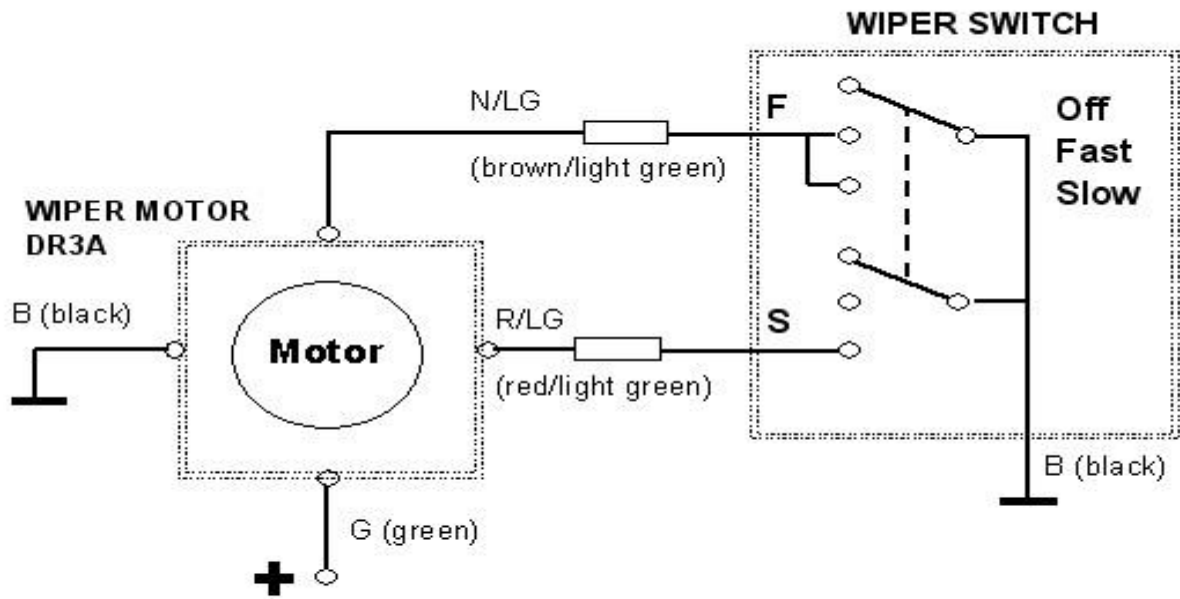 WIPER SWITCH
N/LG
F
Off
Fast
Slow
(brown/light green)
WIPER MOTOR
DR3A
B (black)
R/LG
S
Motor
(red/light green)
B (black)
G (green)
+